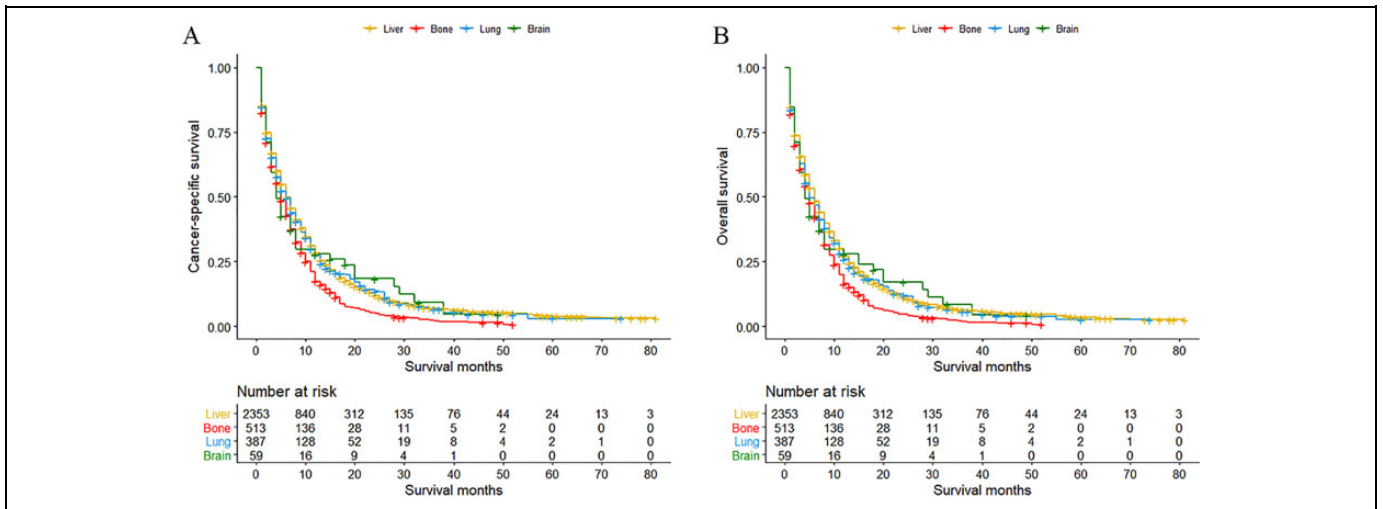 A
Liver Bone Lung Brain
1.00
0.75
0.50
0.25
0.00
Cancer-specific survival
0 10 20 30 40 50 60 70 80
Survival months
Number at risk
Liver 2353 840 312 135 76 44 24 13 3
Bone 513 136 28 11 5 2 0 0 0
Lung 387 128 52 19 8 4 2 1 0
Brain 59 16 9 4 1 0 0 0 0
0 10 20 30 40 50 60 70 80
Survival months
B
Liver Bone Lung Brain
1.00
0.75
0.50
0.25
0.00
Overall survival
0 10 20 30 40 50 60 70 80
Survival months
Number at risk
Liver 2353 840 312 135 76 44 24 13 3
Bone 513 136 28 11 5 2 0 0 0
Lung 387 128 52 19 8 4 2 1 0
Brain 59 16 9 4 1 0 0 0 0
0 10 20 30 40 50 60 70 80
Survival months